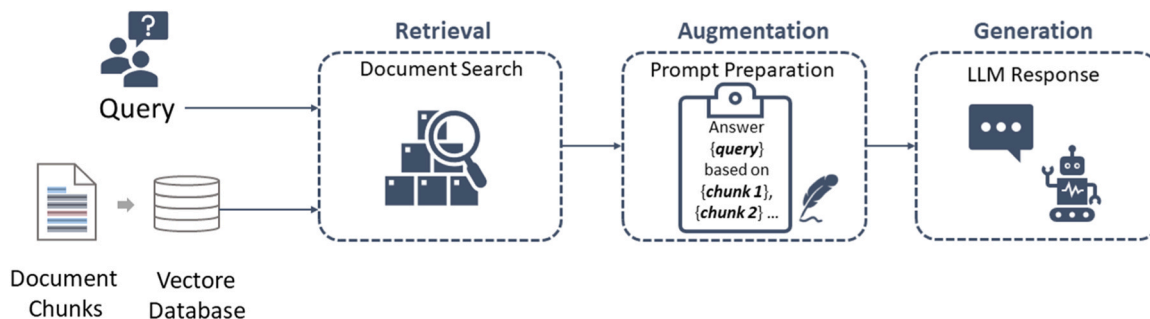 ?
Query
Document
Chunks
Vectore
Database
Retrieval
Document Search
Augmentation
Prompt Preparation
Answer
{query}
based on
{chunk 1},
{chunk 2} ...
Generation
LLM Response